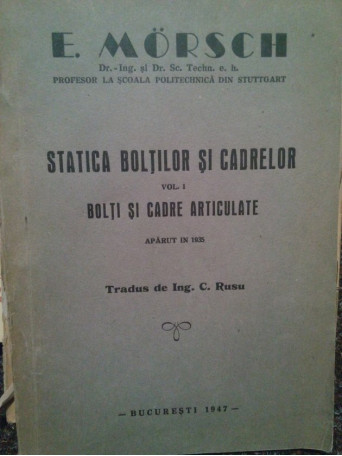 E. MÖRSCH
Dr.-Ing. și Dr. Sc. Techn. e. h.
PROFESOR LA ȘCOALA POLITECHNICĂ DIN STUTTGART
STATICA BOLȚILOR ȘI CADRELOR
VOL. I
BOLȚI ȘI CADRE ARTICULATE
APĂRUT IN 1935
Tradus de Ing. C. Rusu
— BUCUREȘTI 1947 —